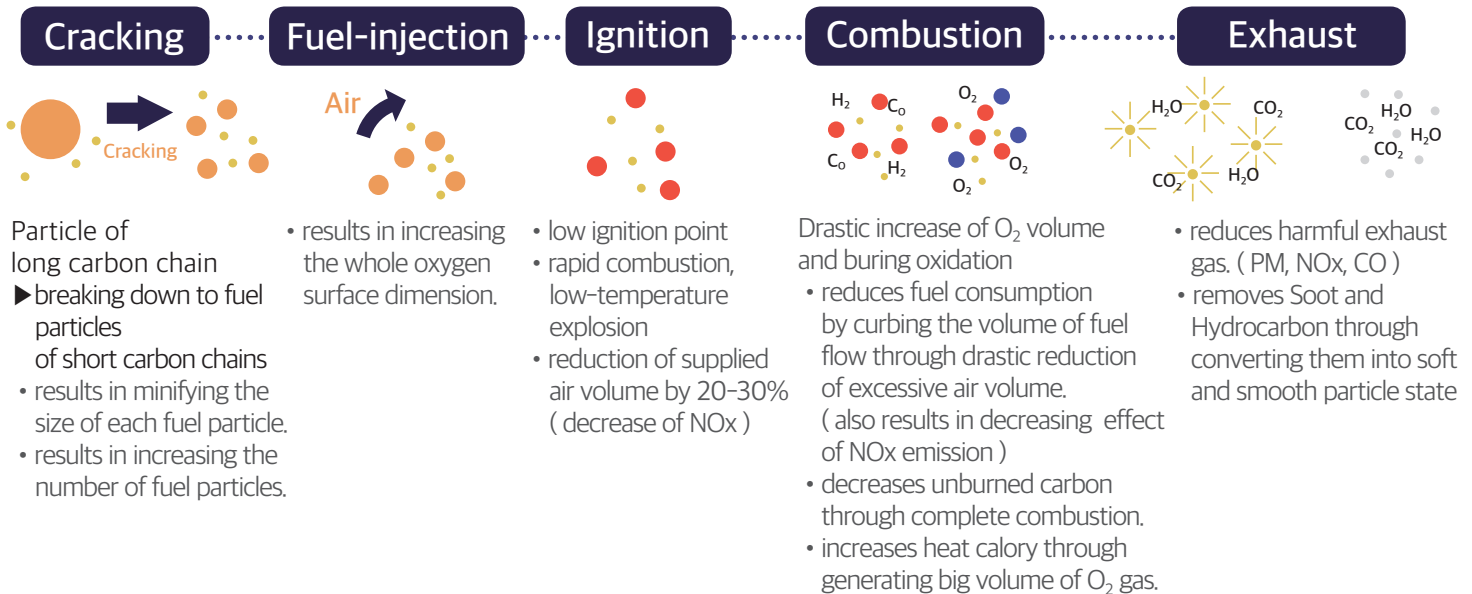 Cracking
Fuel-injection
Ignition
Combustion
Exhaust
Cracking
Air
H₂
Co
Co
H₂
O₂
O₂
O₂
H₂O
CO₂
CO₂
H₂O
H₂O
CO₂
H₂O
CO₂
Particle of
long carbon chain
▶breaking down to fuel
particles
of short carbon chains
• results in minifying the
size of each fuel particle.
• results in increasing the
number of fuel particles.
• results in increasing
the whole oxygen
surface dimension.
• low ignition point
• rapid combustion,
low-temperature
explosion
• reduction of supplied
air volume by 20-30%
( decrease of NOx )
Drastic increase of O₂ volume
and buring oxidation
• reduces fuel consumption
by curbing the volume of fuel
flow through drastic reduction
of excessive air volume.
( also results in decreasing effect
of NOx emission )
• decreases unburned carbon
through complete combustion.
• increases heat calory through
generating big volume of O₂ gas.
• reduces harmful exhaust
gas. ( PM, NOx, CO )
• removes Soot and
Hydrocarbon through
converting them into soft
and smooth particle state